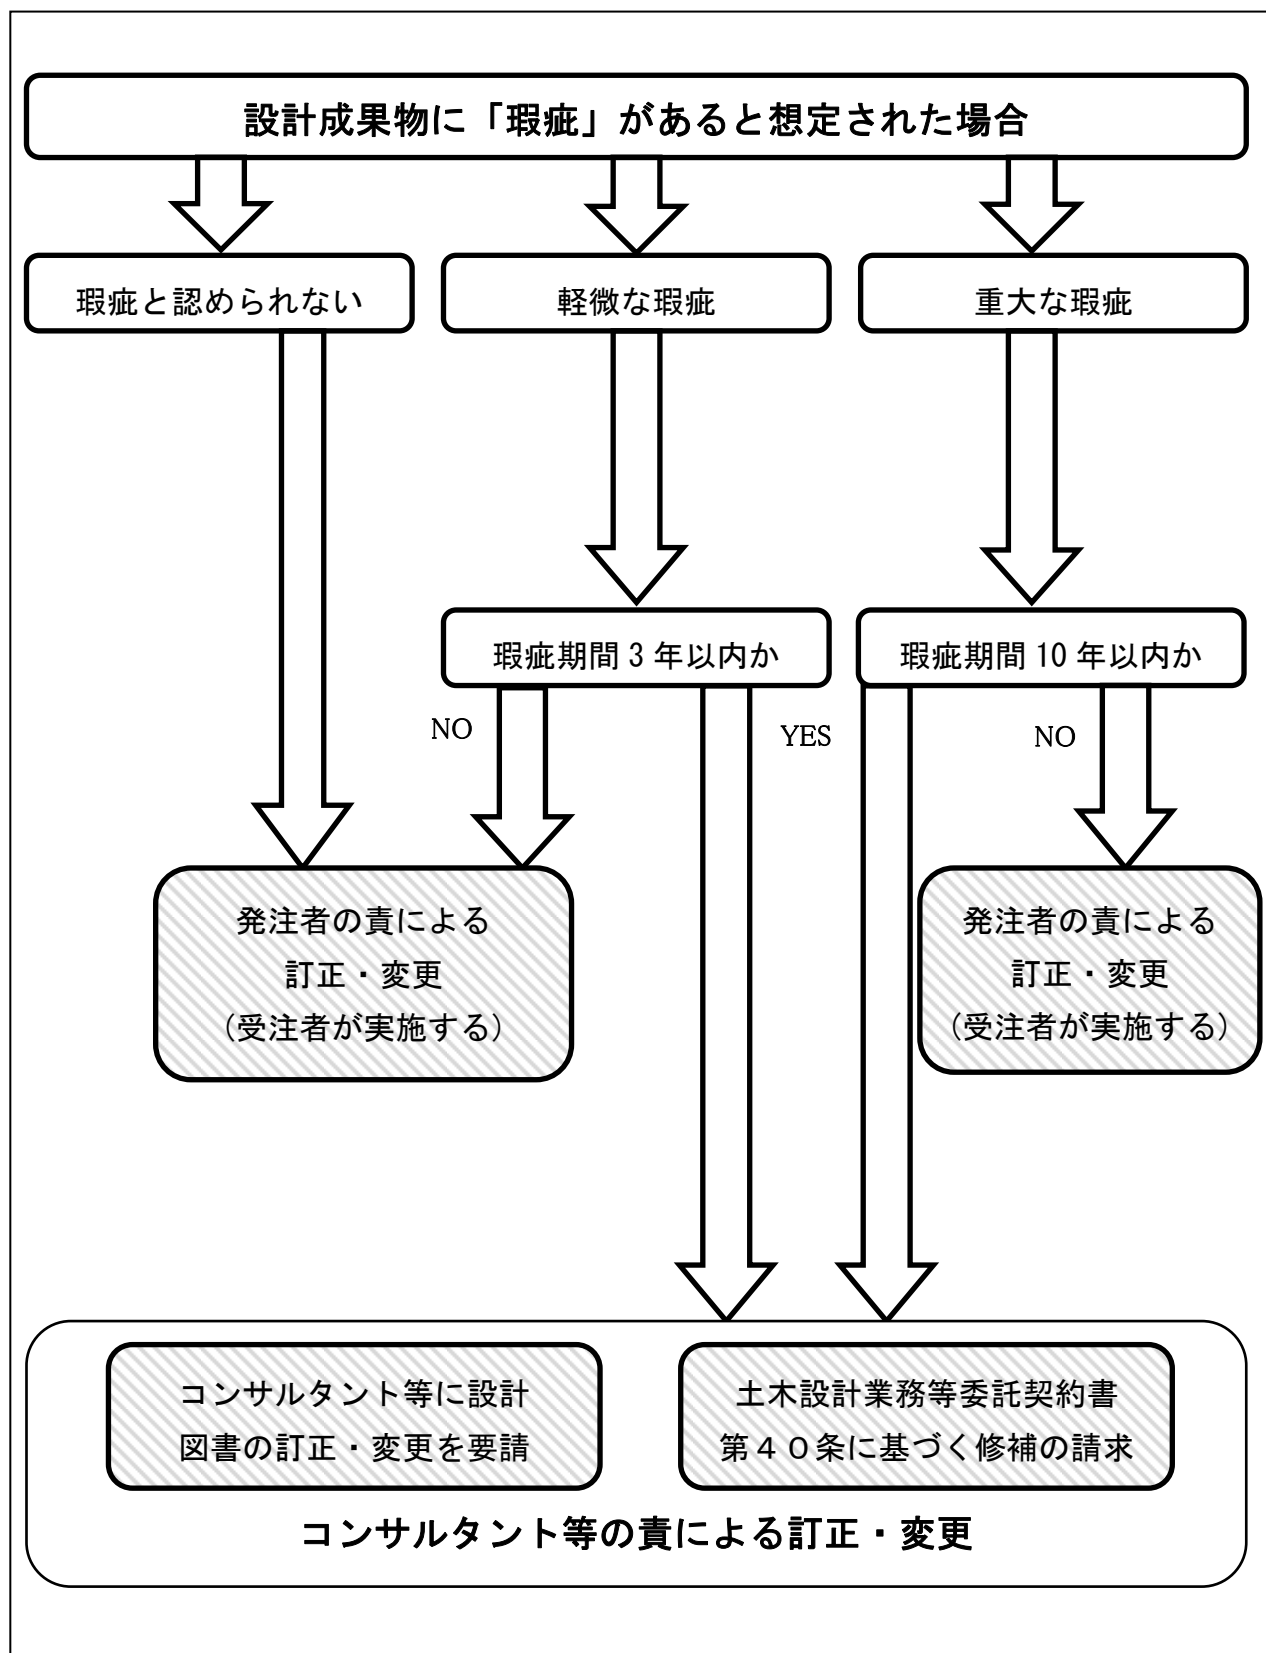 設計成果物に「瑕疵」があると想定された場合
瑕疵と認められない
軽微な瑕疵
重大な瑕疵
瑕疵期間 3 年以内か
瑕疵期間 10 年以内か
NO
YES
NO
発注者の責による
訂正・変更
(受注者が実施する)
発注者の責による
訂正・変更
(受注者が実施する)
コンサルタント等に設計
図書の訂正・変更を要請
土木設計業務等委託契約書
第４０条に基づく修補の請求
コンサルタント等の責による訂正・変更